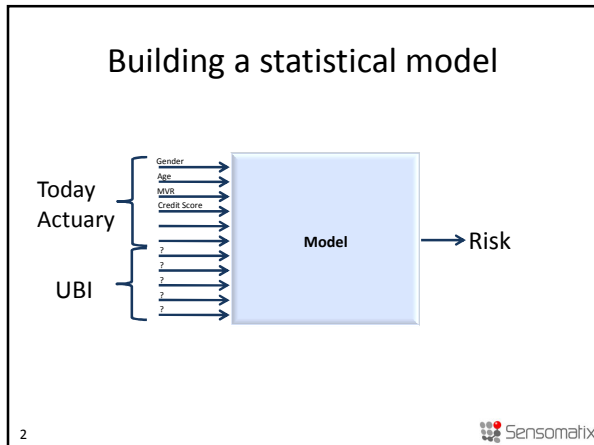 Building a statistical model
Gender
Age
MVR
Credit Score
Today
Actuary
?
?
?
?
?
UBI
Model
Risk
2
Sensomatix